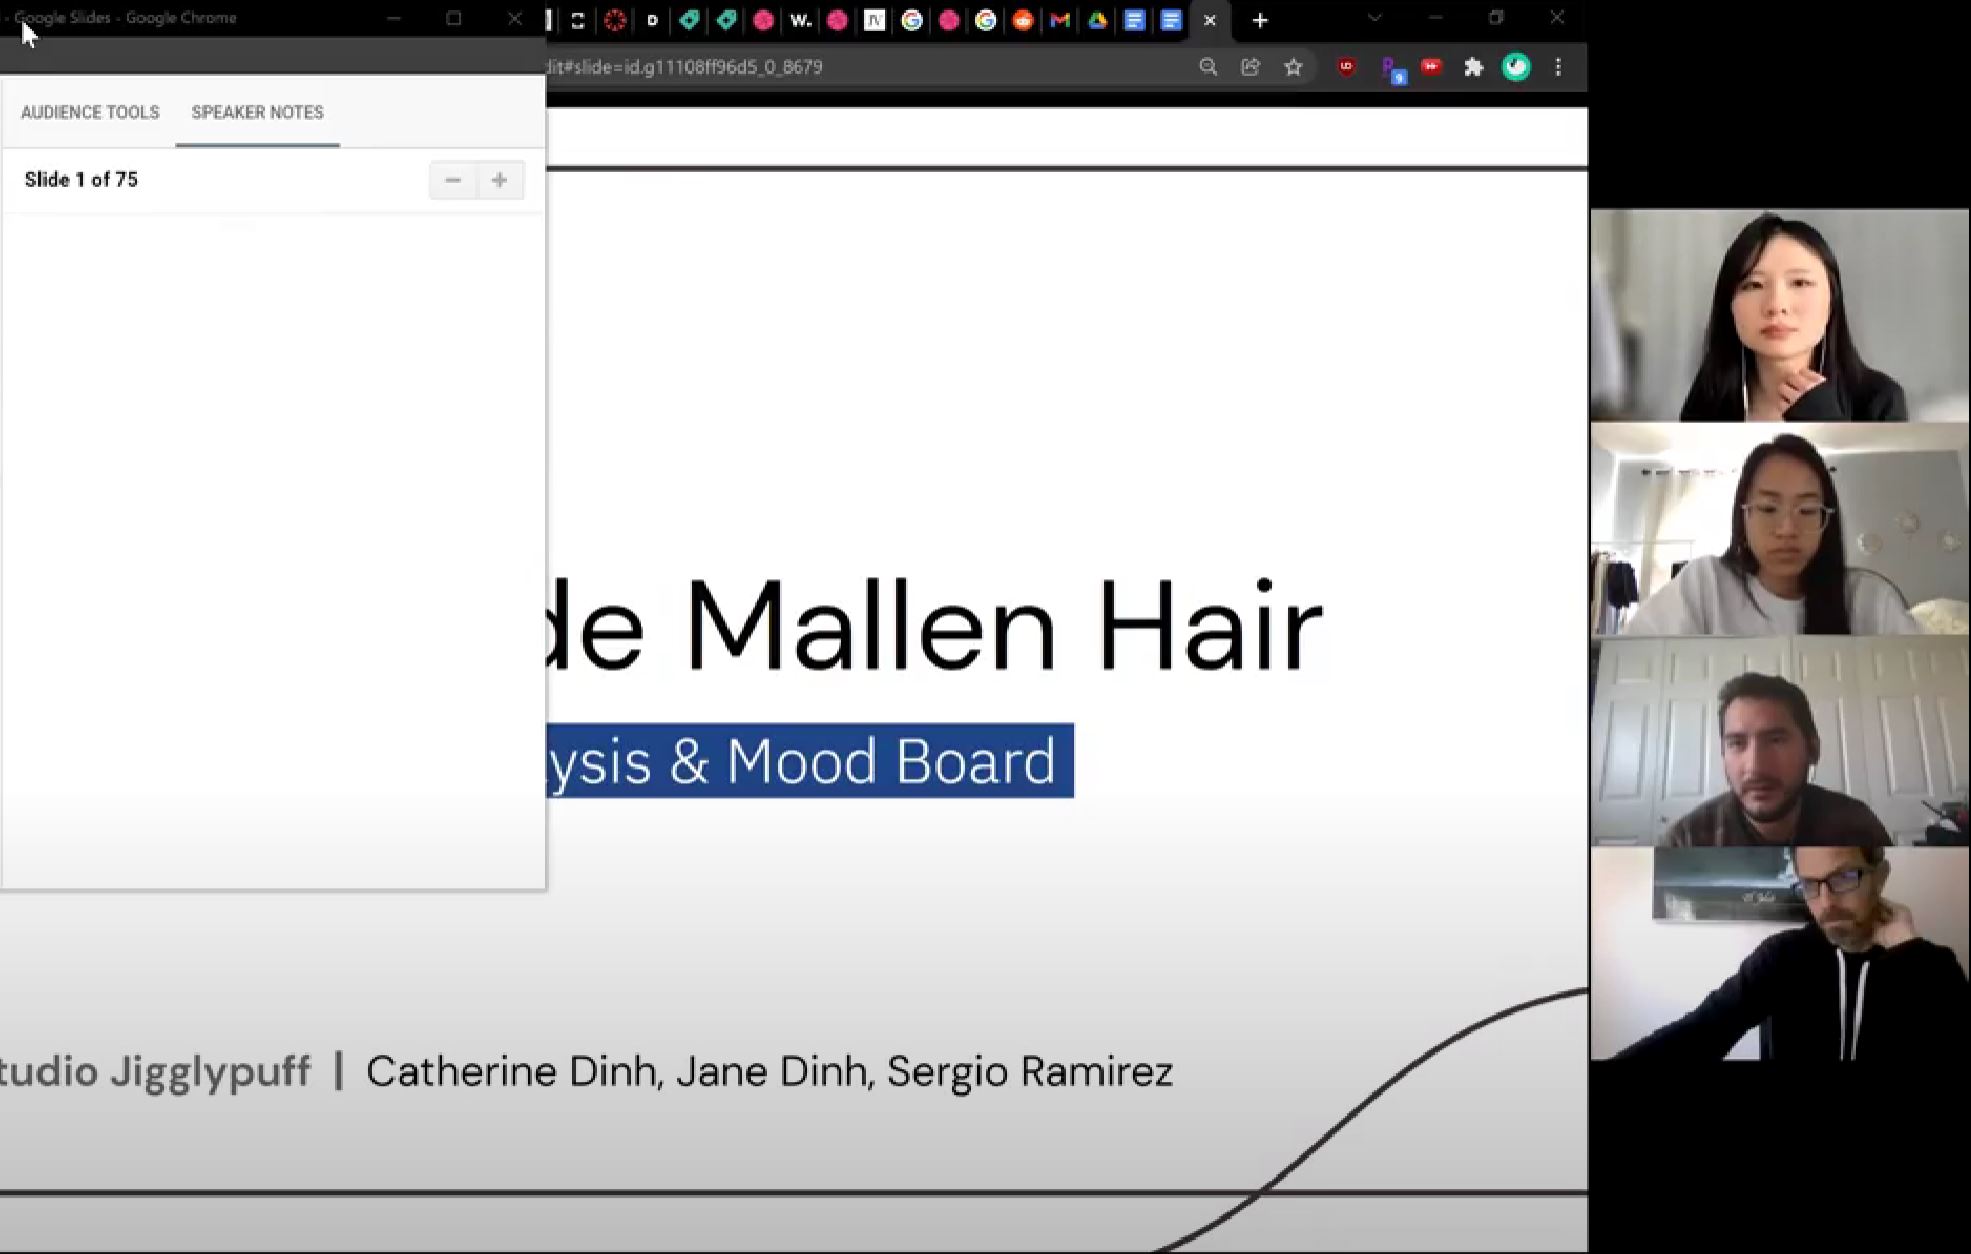 - Google Slides - Google Chrome
W.
dit#slide=id.g11108ff96d5_0_8679
AUDIENCE TOOLS SPEAKER NOTES
Slide 1 of 75
de Mallen Hair
lysis & Mood Board
tudio Jigglypuff | Catherine Dinh, Jane Dinh, Sergio Ramirez